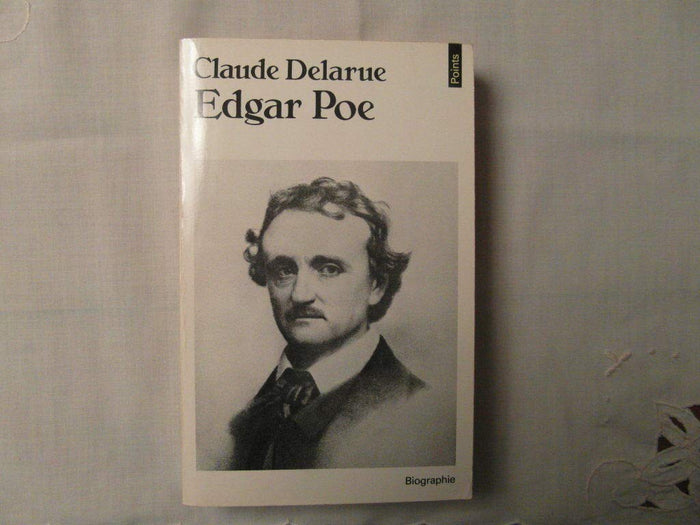 Claude Delarue
Edgar Poe
Points
Biographie